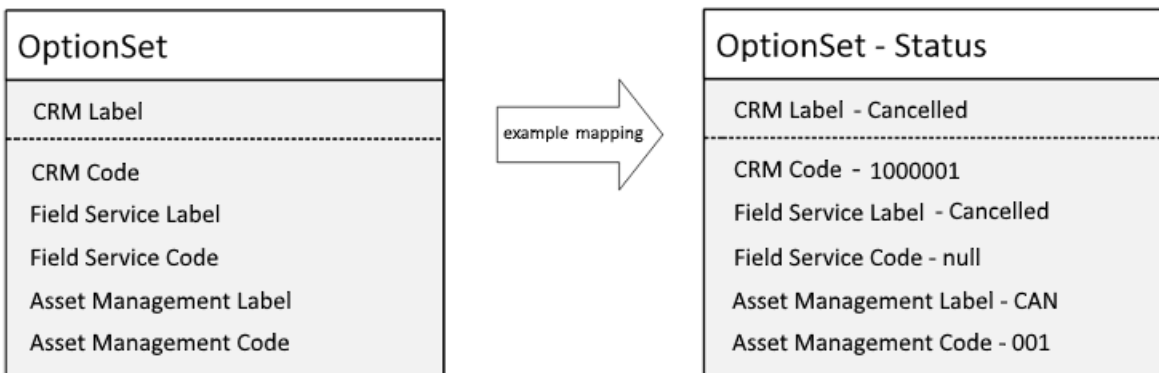 OptionSet
CRM Label
CRM Code
Field Service Label
Field Service Code
Asset Management Label
Asset Management Code
example mapping
OptionSet - Status
CRM Label - Cancelled
CRM Code - 1000001
Field Service Label - Cancelled
Field Service Code - null
Asset Management Label - CAN
Asset Management Code - 001